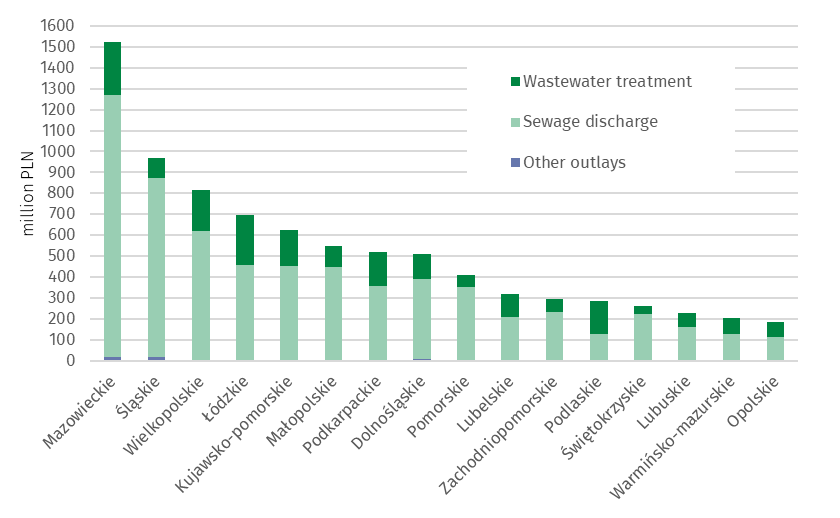 1600
1500
1400
1300
1200
1100
1000
900
800
700
600
500
400
300
200
100
0
million PLN
Wastewater treatment
Sewage discharge
Other outlays
Mazowieckie
Śląskie
Wielkopolskie
Łódzkie
Kujawsko-pomorskie
Małopolskie
Podkarpackie
Dolnośląskie
Pomorskie
Lubelskie
Zachodniopomorskie
Podlaskie
Świętokrzyskie
Lubuskie
Warmińsko-mazurskie
Opolskie